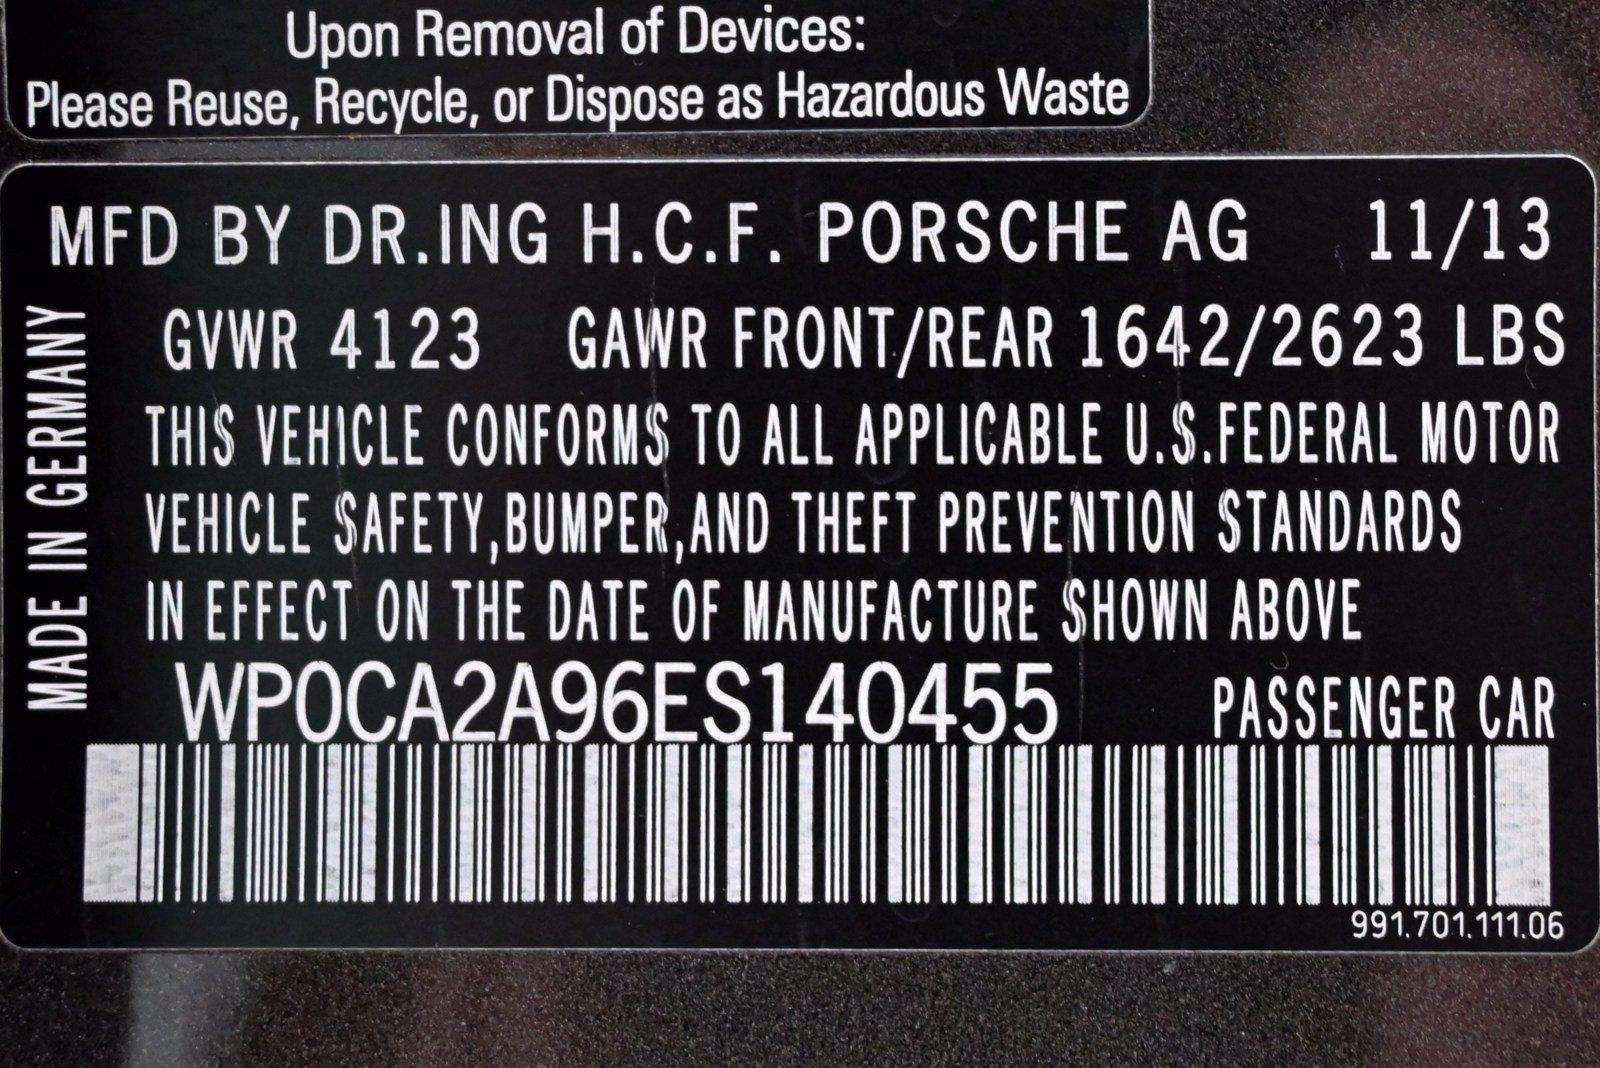 Upon Removal of Devices:
Please Reuse, Recycle, or Dispose as Hazardous Waste
MFD BY DR.ING H.C.F. PORSCHE AG 11/13
GVWR 4123 GAWR FRONT/REAR 1642/2623 LBS
THIS VEHICLE CONFORMS TO ALL APPLICABLE U.S.FEDERAL MOTOR
VEHICLE SAFETY,BUMPER,AND THEFT PREVENTION STANDARDS
IN EFFECT ON THE DATE OF MANUFACTURE SHOWN ABOVE
WP0CA2A96ES140455 PASSENGER CAR
991.701.111.06
MADE IN GERMANY